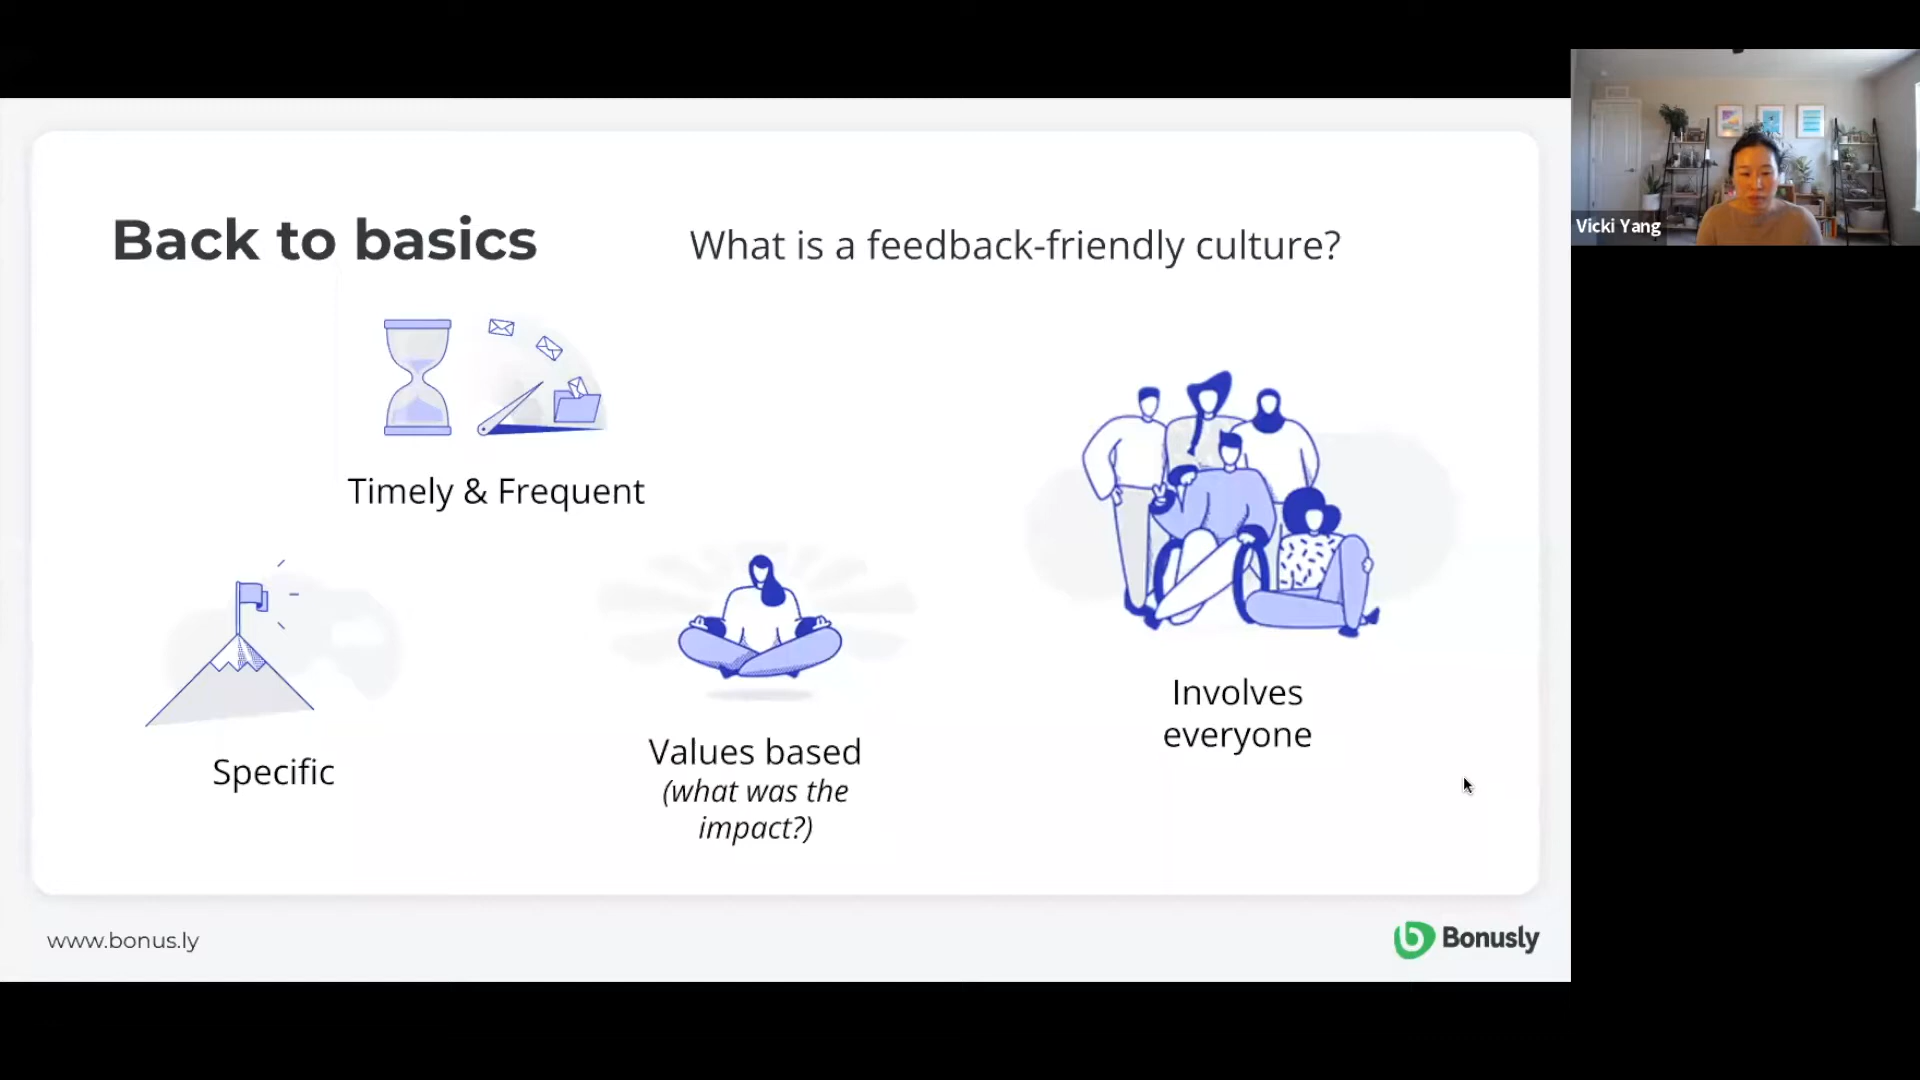 Back to basics
What is a feedback-friendly culture?
Timely & Frequent
Specific
Values based
(what was the
impact?)
Involves
everyone
www.bonus.ly
Bonusly
Vicki Yang